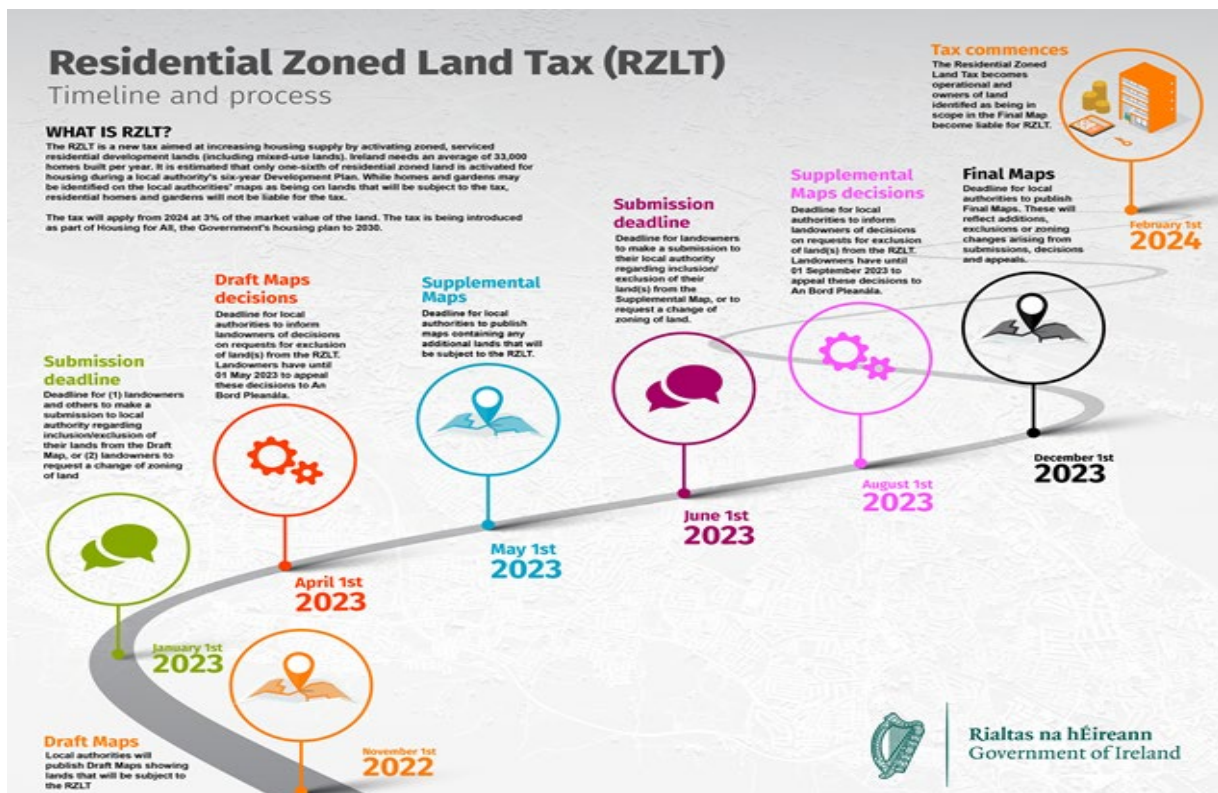 Residential Zoned Land Tax (RZLT)
Timeline and process
WHAT IS RZLT?
The RZLT is a new tax aimed at increasing housing supply by activating zoned, serviced
residential development lands (including mixed-use lands). Ireland needs an average of 33,000
homes built per year. It is estimated that only one-sixth of residential zoned land is activated for
housing during a local authority's six-year Development Plan. While homes and gardens may
be identified on the local authorities' maps as being on lands that will be subject to the tax,
residential homes and gardens will not be liable for the tax.
The tax will apply from 2024 at 3% of the market value of the land. The tax is being introduced
as part of Housing for All, the Government's housing plan to 2030.
Draft Maps
Local authorities will
publish Draft Maps showing
lands that will be subject to
the RZLT
November 1st
2022
Submission
deadline
Deadline for (1) landowners
and others to make a
submission to local
authority regarding
inclusion/exclusion of
their lands from the Draft
Map, or (2) landowners to
request a change of zoning
of land
January 1st
2023
Draft Maps
decisions
Deadline for local
authorities to inform
landowners of decisions
on requests for exclusion
of land(s) from the RZLT.
Landowners have until
01 May 2023 to appeal
these decisions to An
Bord Pleanála.
April 1st
2023
Supplemental
Maps
Deadline for local
authorities to publish
maps containing any
additional lands that will
be subject to the RZLT.
May 1st
2023
Submission
deadline
Deadline for landowners
to make a submission to
their local authority
regarding inclusion/
exclusion of their
land(s) from the
Supplemental Map, or to
request a change of
zoning of land.
June 1st
2023
Supplemental
Maps decisions
Deadline for local
authorities to inform
landowners of decisions
on requests for exclusion
of land(s) from the RZLT.
Landowners have until
01 September 2023 to
appeal these decisions to
An Bord Pleanála.
August 1st
2023
Final Maps
Deadline for local
authorities to publish
Final Maps. These will
reflect additions,
exclusions or zoning
changes arising from
submissions, decisions
and appeals.
December 1st
2023
Tax commences
The Residential Zoned
Land Tax becomes
operational and
owners of land
identifed as being in
scope in the Final Map
become liable for RZLT.
February 1st
2024
Rialtas na hÉireann
Government of Ireland